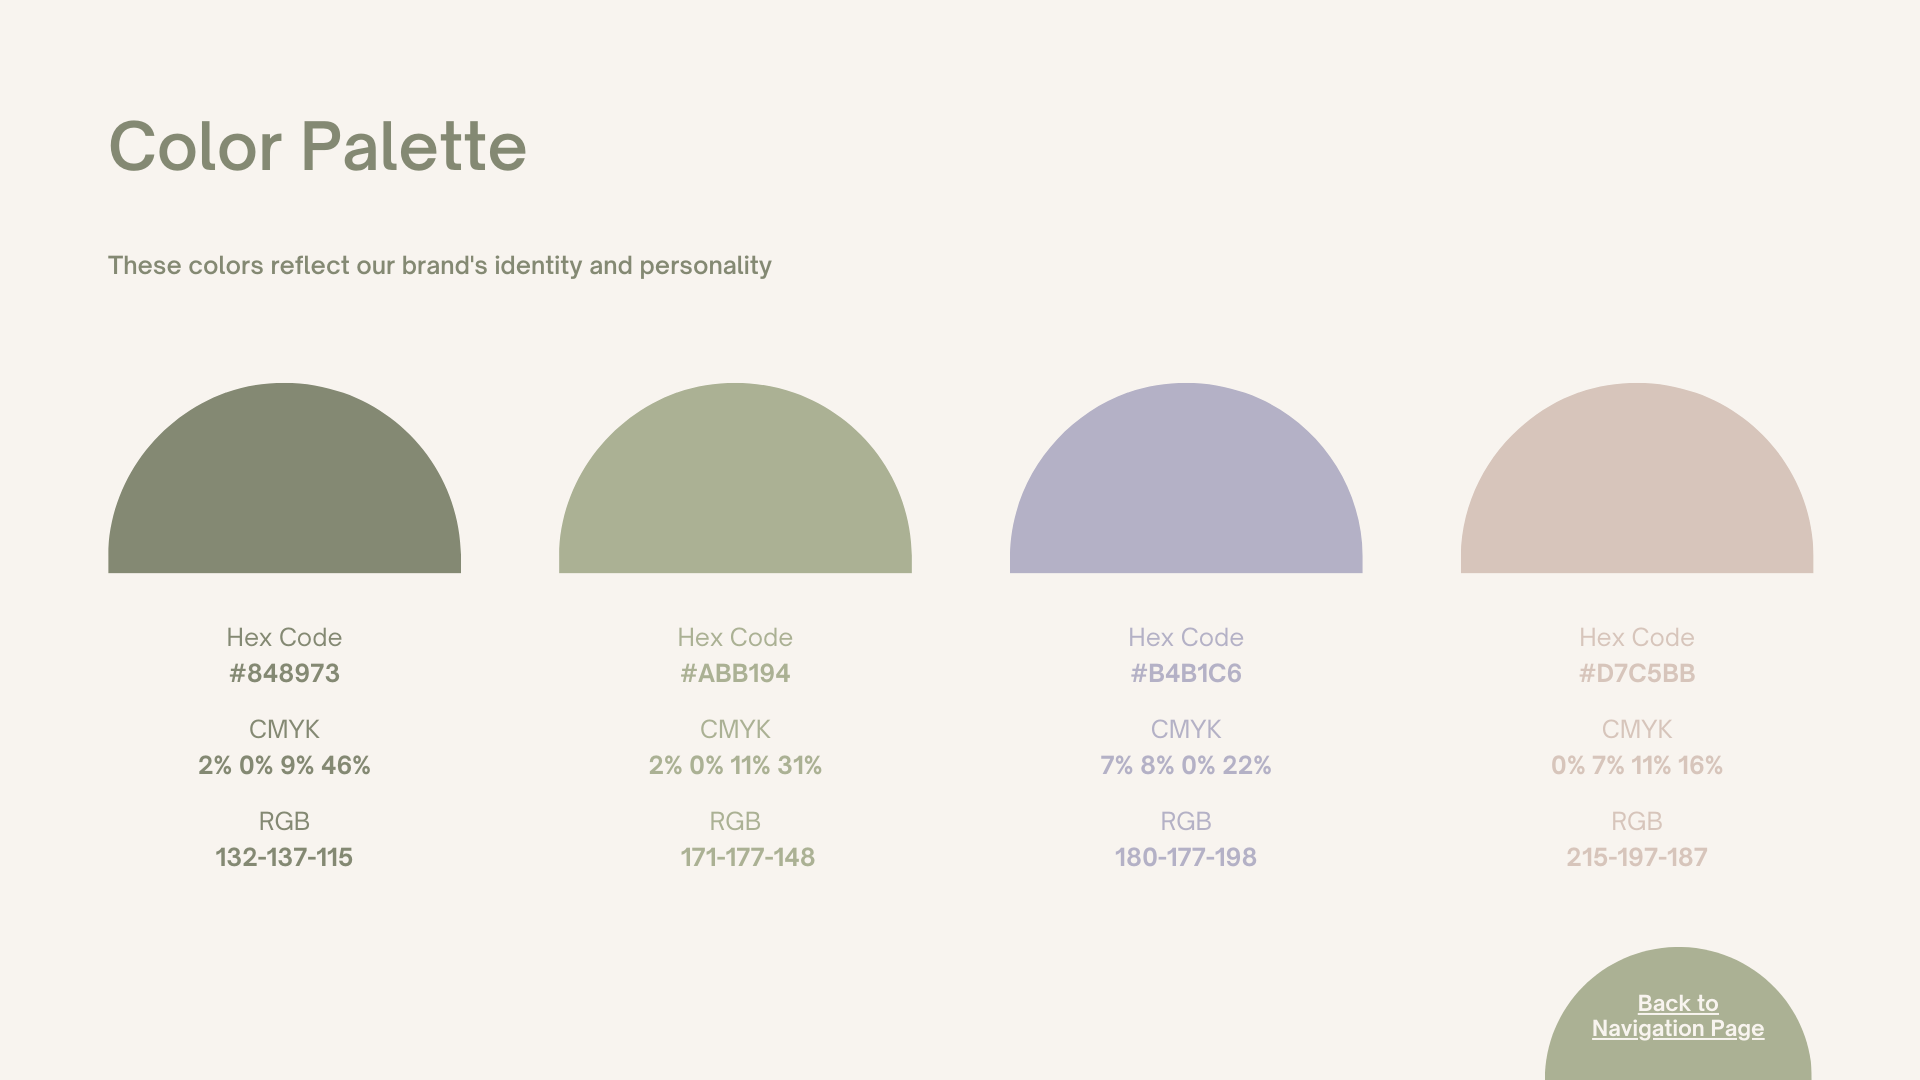 Color Palette
These colors reflect our brand's identity and personality
Hex Code
#848973
CMYK
2% 0% 9% 46%
RGB
132-137-115
Hex Code
#ABB194
CMYK
2% 0% 11% 31%
RGB
171-177-148
Hex Code
#B4B1C6
CMYK
7% 8% 0% 22%
RGB
180-177-198
Hex Code
#D7C5BB
CMYK
0% 7% 11% 16%
RGB
215-197-187
Back to
Navigation Page